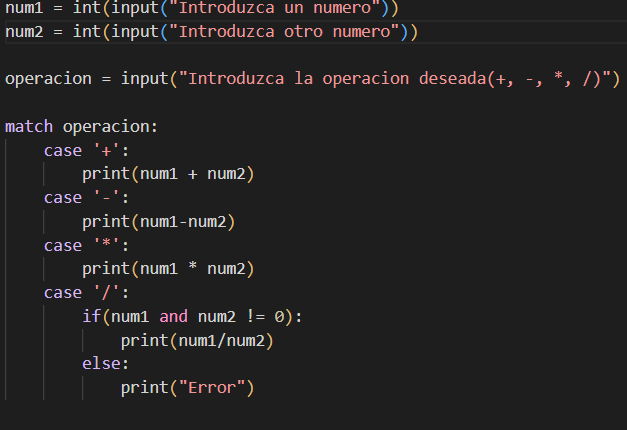 num1 = int(input("Introduzca un numero"))
num2 = int(input("Introduzca otro numero"))
operacion = input("Introduzca la operacion deseada(+, -, *, /)")
match operacion:
case '+':
print(num1 + num2)
case '-':
print(num1-num2)
case '*':
print(num1 * num2)
case '/':
if(num1 and num2 != 0):
print(num1/num2)
else:
print("Error")